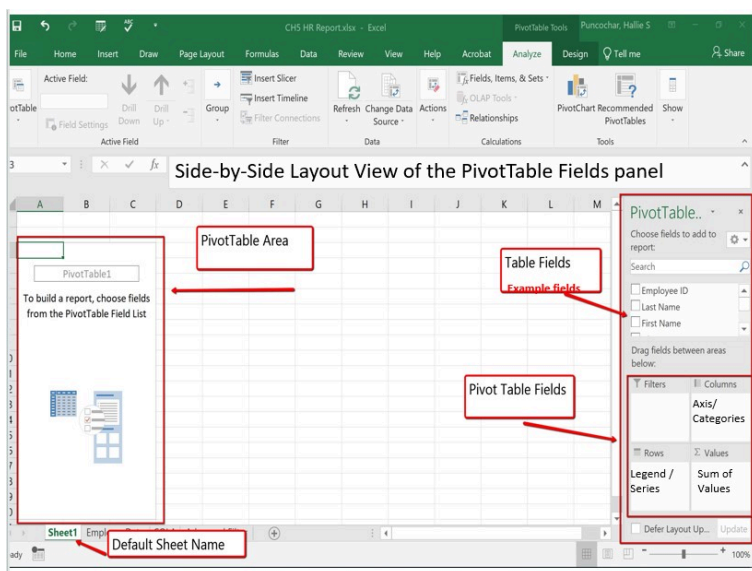 CH5 HR Report.xlsx - Excel
PivotTable Tools
Puncochar, Hallie S
File Home Insert Draw Page Layout Formulas Data Review View Help Acrobat Analyze Design Tell me Share
otTable
Active Field:
Field Settings
Drill Down
Drill Up
Active Field
Group
Insert Slicer
Insert Timeline
Filter Connections
Filter
Refresh
Change Data Source
Data
Actions
Fields, Items, & Sets
OLAP Tools
Relationships
Calculations
PivotChart
Recommended PivotTables
Tools
Show
3
fx
Side-by-Side Layout View of the PivotTable Fields panel
A B C D E F G H I J K L M
PivotTable1
To build a report, choose fields
from the PivotTable Field List
PivotTable Area
Table Fields
Example fields
Pivot Table Fields
PivotTable..
Choose fields to add to
report:
Search
Employee ID
Last Name
First Name
Drag fields between areas
below:
Filters
Columns
Axis/
Categories
Rows
Σ Values
Legend /
Series
Sum of
Values
Defer Layout Up...
Update
Sheet1
Empl
Default Sheet Name
ady
100%